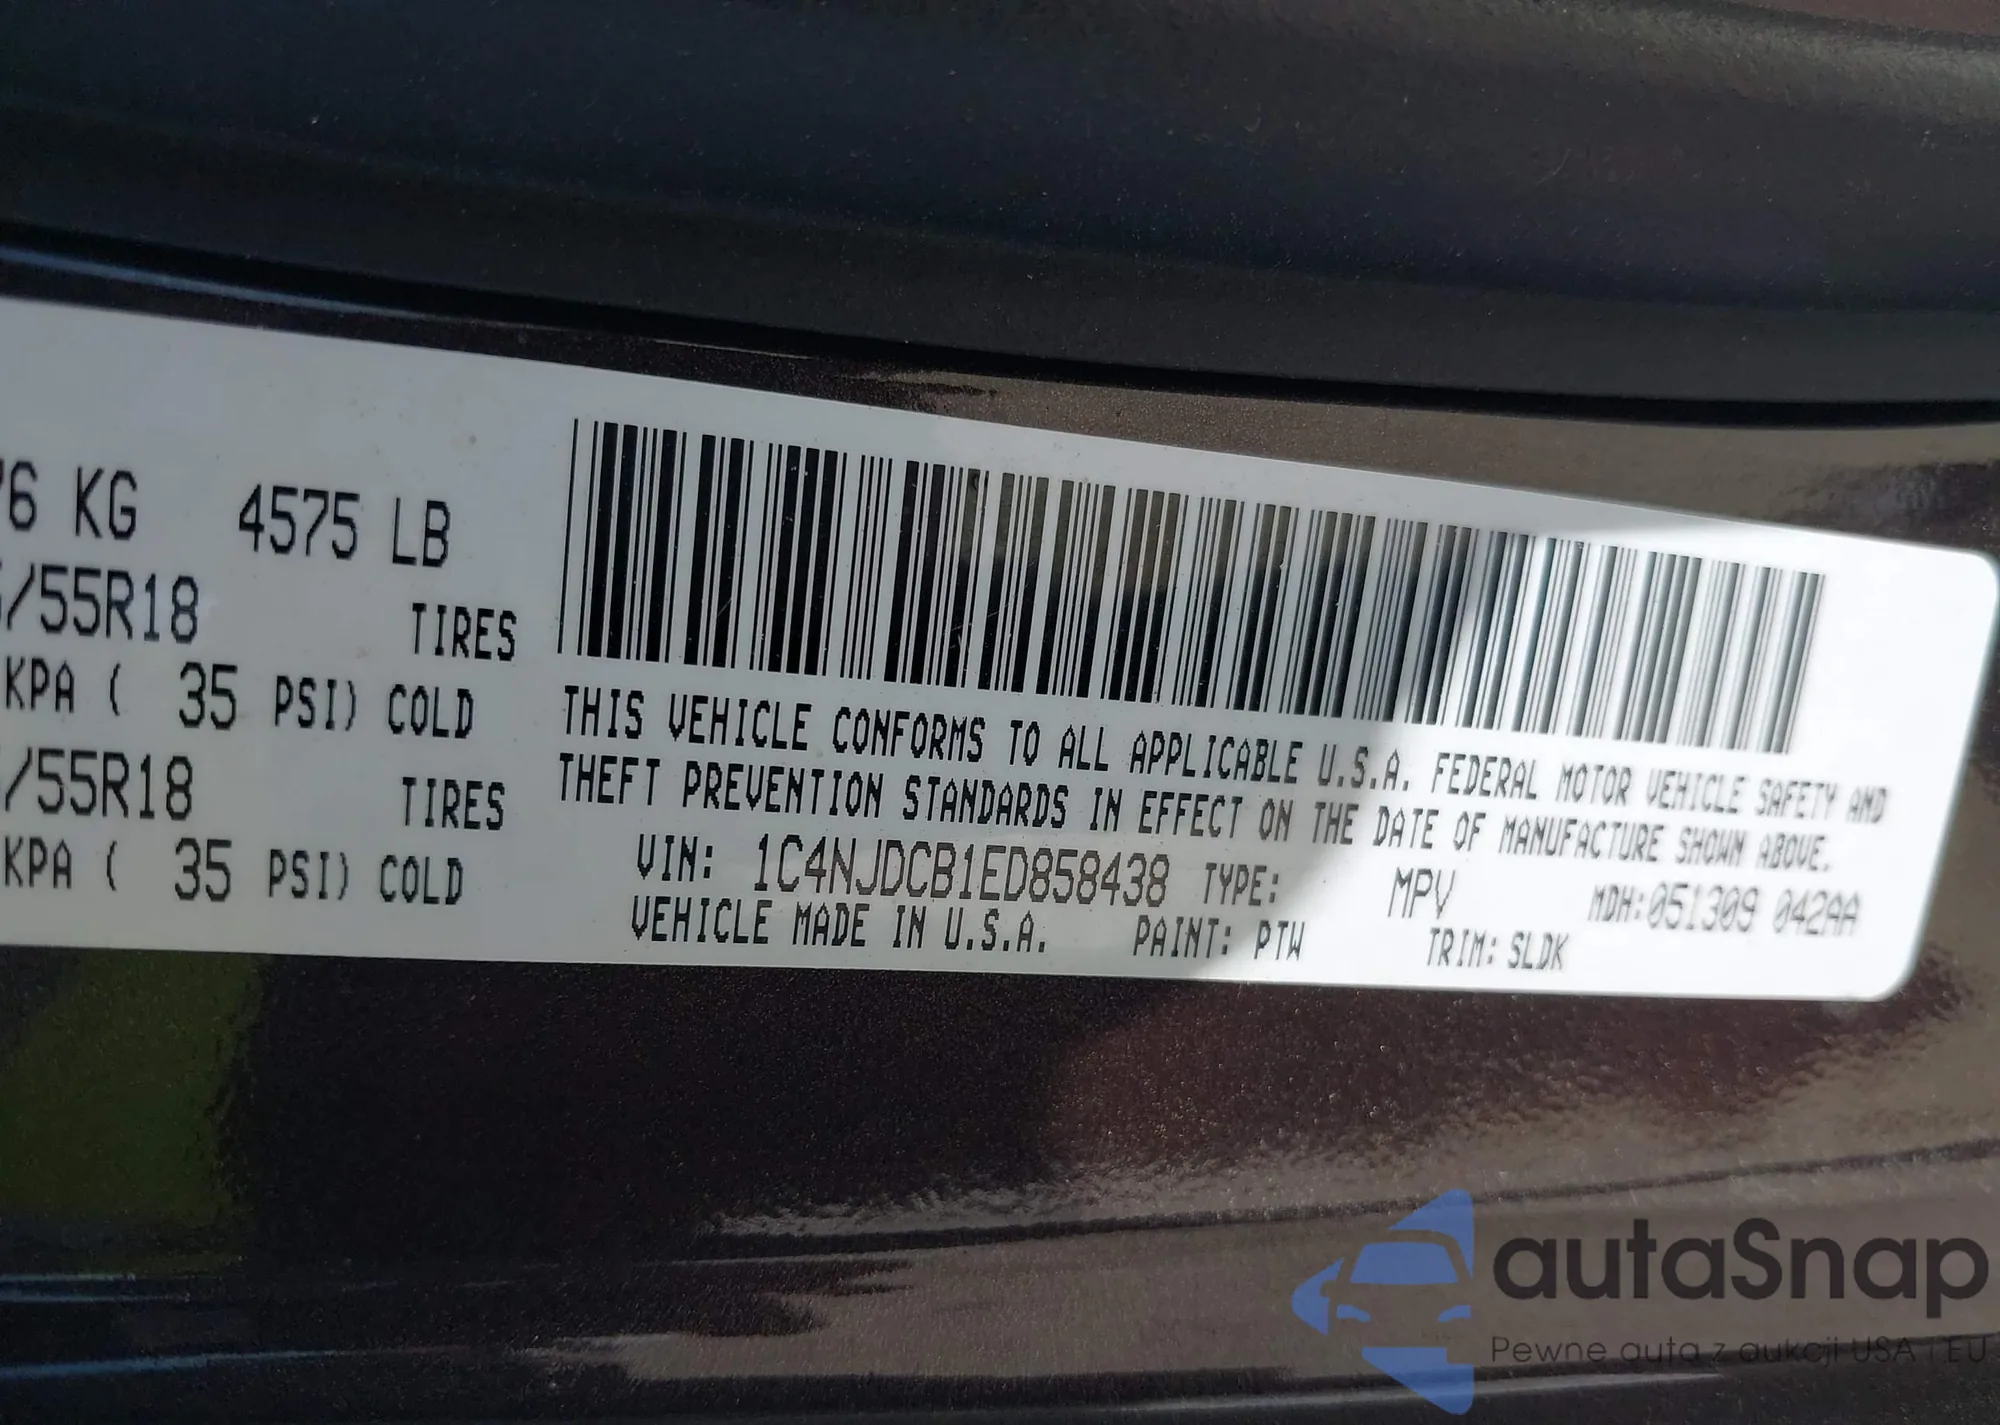 76 KG 4575 LB
/55R18 TIRES
KPA ( 35 PSI) COLD
/55R18 TIRES
KPA ( 35 PSI) COLD
THIS VEHICLE CONFORMS TO ALL APPLICABLE U.S.A. FEDERAL MOTOR VEHICLE SAFETY AND
THEFT PREVENTION STANDARDS IN EFFECT ON THE DATE OF MANUFACTURE SHOWN ABOVE.
VIN: 1C4NJDCB1ED858438 TYPE: MPV MDH:051309 042AA
VEHICLE MADE IN U.S.A. PAINT: PTW TRIM: SLDK
autaSnap
Pewne auta z aukcji USA | EU